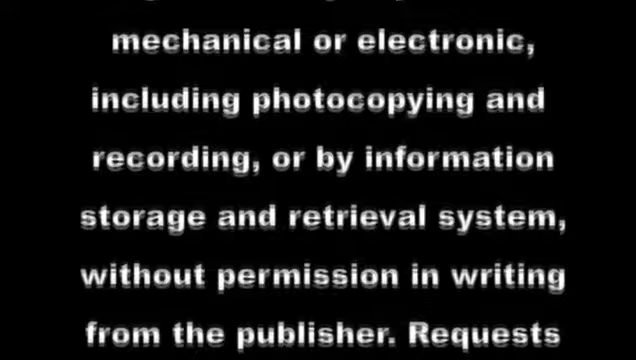 mechanical or electronic,
including photocopying and
recording, or by information
storage and retrieval system,
without permission in writing
from the publisher. Requests